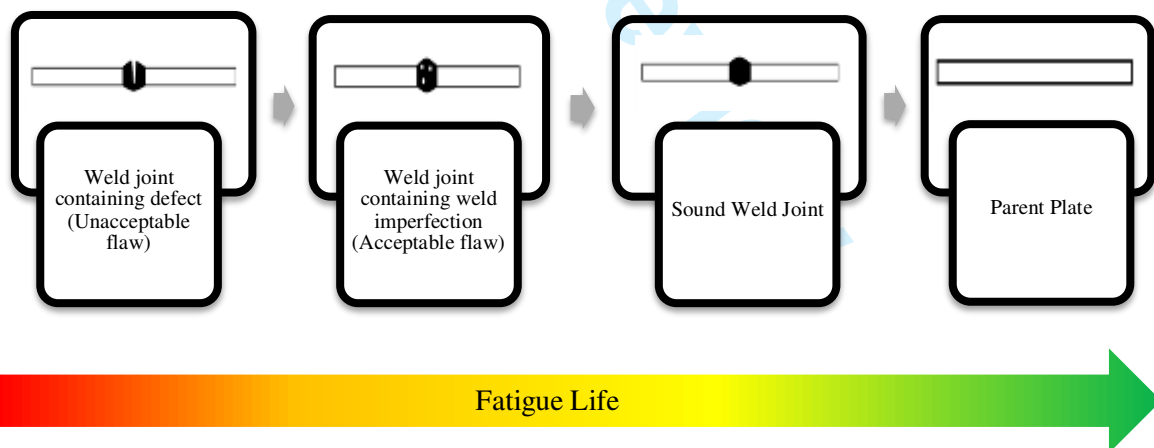 Weld joint
containing defect
(Unacceptable
flaw)
Weld joint
containing weld
imperfection
(Acceptable flaw)
Sound Weld Joint
Parent Plate
Fatigue Life